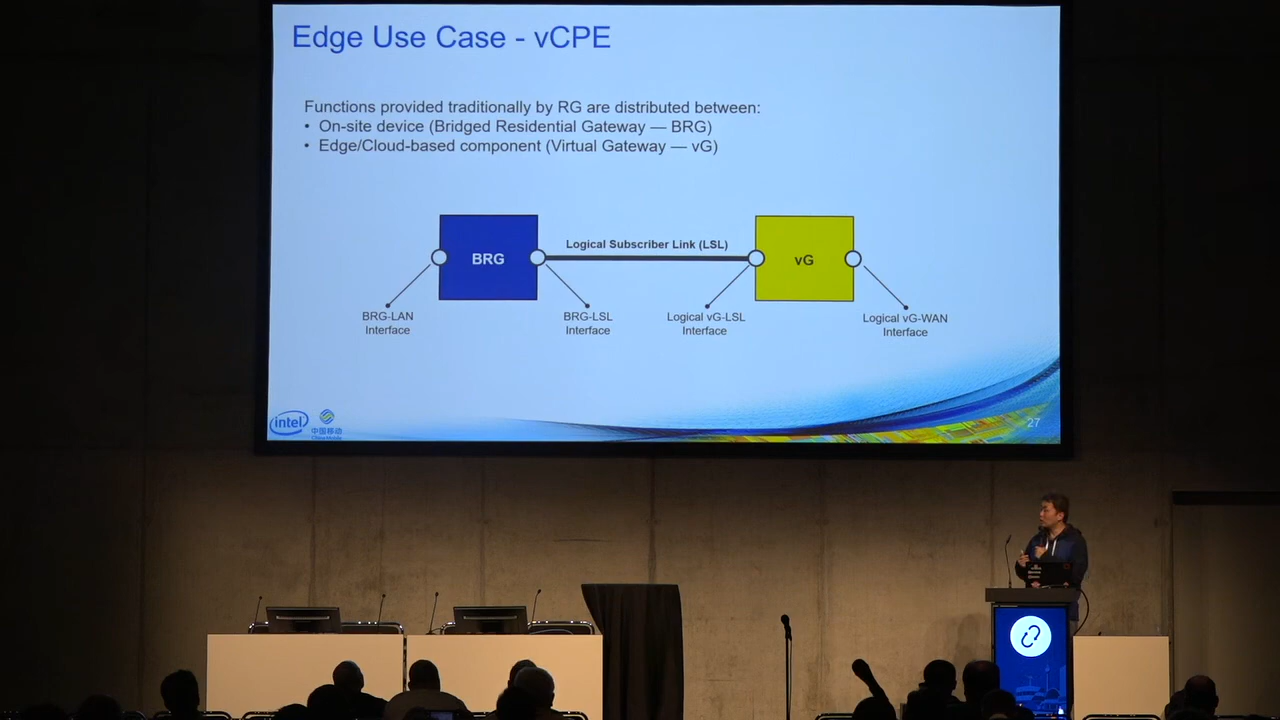 Edge Use Case - vCPE
Functions provided traditionally by RG are distributed between:
• On-site device (Bridged Residential Gateway — BRG)
• Edge/Cloud-based component (Virtual Gateway — vG)
Logical Subscriber Link (LSL)
BRG
vG
BRG-LAN
Interface
BRG-LSL
Interface
Logical vG-LSL
Interface
Logical vG-WAN
Interface
intel
中国移动
China Mobile
27